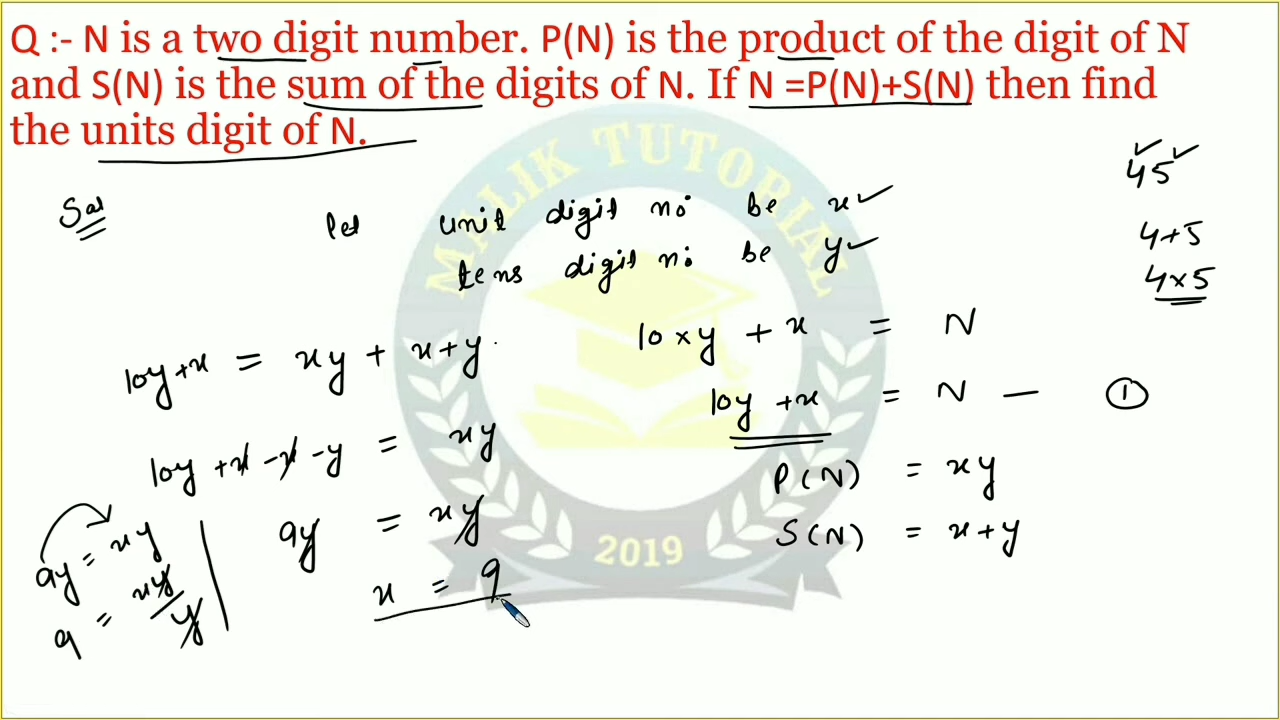 Q :- N is a two digit number. P(N) is the product of the digit of N
and S(N) is the sum of the digits of N. If N =P(N)+S(N) then find
the units digit of N.
45
Sol
let unit digit no be x
tens digit no be y
4+5
4×5
10×y + x = N
10y + x = N — ①
P(N) = xy
S(N) = x+y
10y+x = xy + x+y
10y +x -x -y = xy
9y = xy
x = 9
9y = xy
9 = xy/y
MALIK TUTORIAL
2019